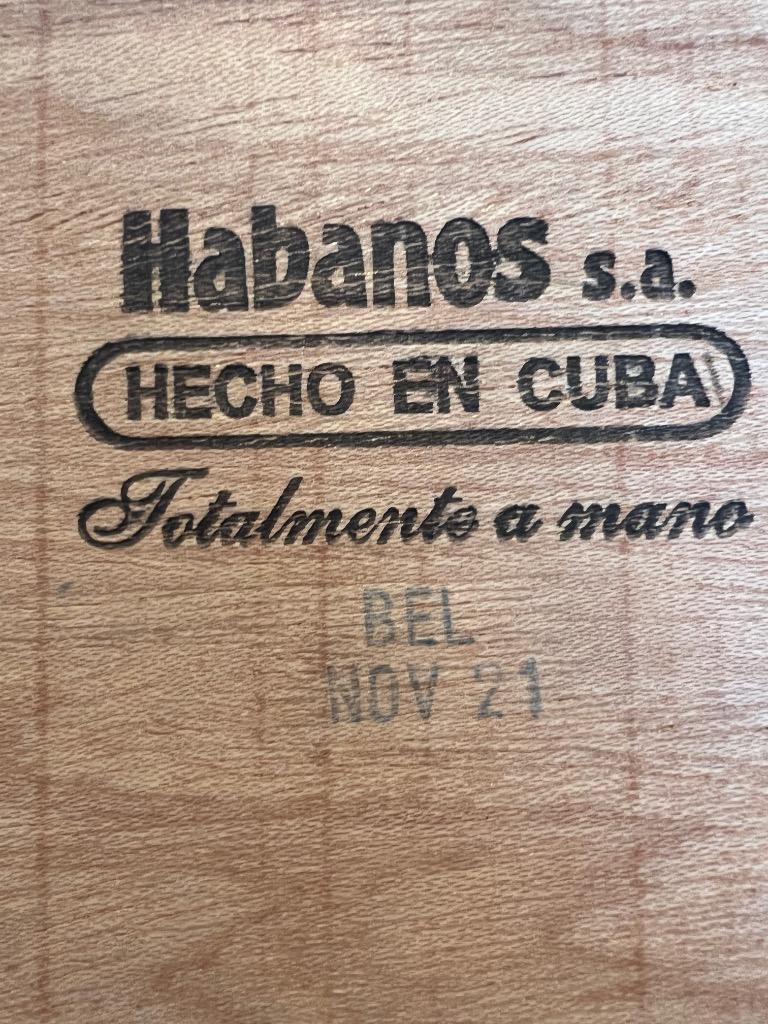 Habanos s.a.
HECHO EN CUBA
Totalmente a mano
BEL
NOV 21